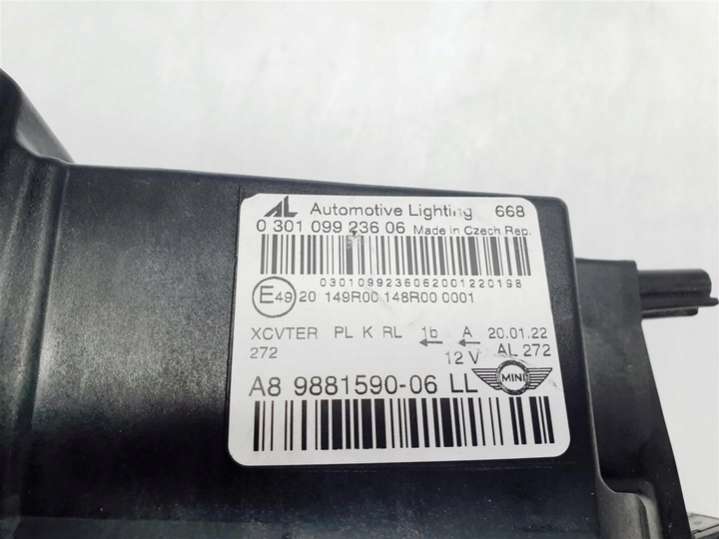 AL Automotive Lighting 668
0 301 099 236 06 Made in Czech Rep.
0301099236062001220198
E49 20 149R00 148R00 0001
XCVTER PL K RL 1b A 20.01.22
272 12 V AL 272
A8 9881590-06 LL MINI